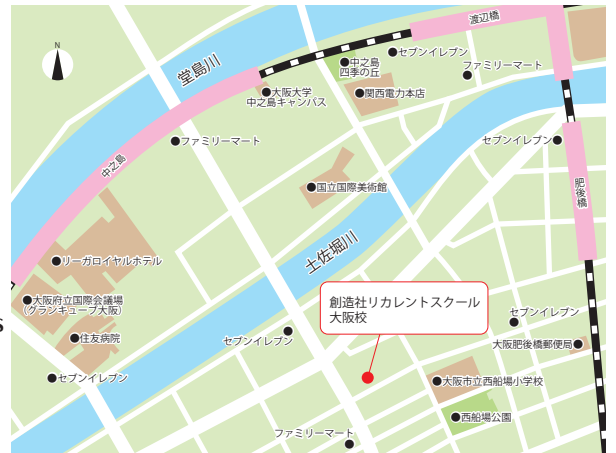 N
渡辺橋
堂島川
セブンイレブン
中之島
四季の丘
ファミリーマート
大阪大学
中之島キャンパス
関西電力本店
ファミリーマート
セブンイレブン
中之島
国立国際美術館
肥後橋
土佐堀川
リーガロイヤルホテル
創造社リカレントスクール
大阪校
大阪府立国際会議場
(グランキューブ大阪)
セブンイレブン
s
住友病院
セブンイレブン
大阪肥後橋郵便局
セブンイレブン
大阪市立西船場小学校
西船場公園
ファミリーマート